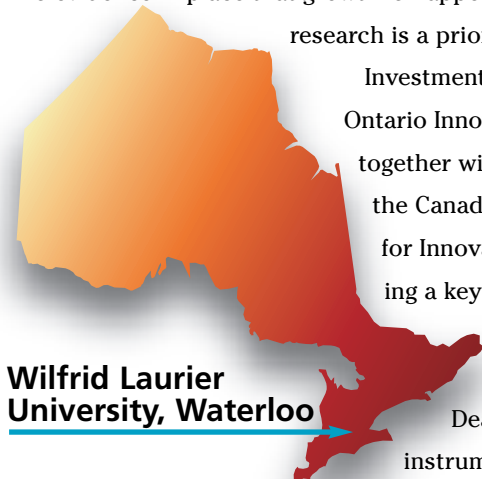 research is a prior
Investment
Ontario Inno
together wi
the Canad
for Innova
ing a key
Wilfrid Laurier
University, Waterloo
Dea
instrum